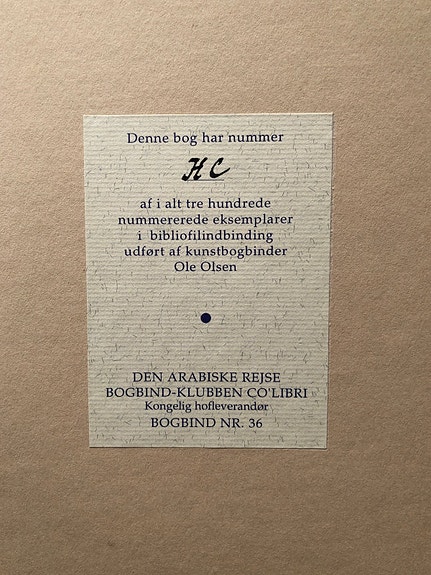 Denne bog har nummer
HC
af i alt tre hundrede
nummererede eksemplarer
i bibliofilindbinding
udført af kunstbogbinder
Ole Olsen
DEN ARABISKE REJSE
BOGBIND-KLUBBEN CO'LIBRI
Kongelig hofleverandør
BOGBIND NR. 36